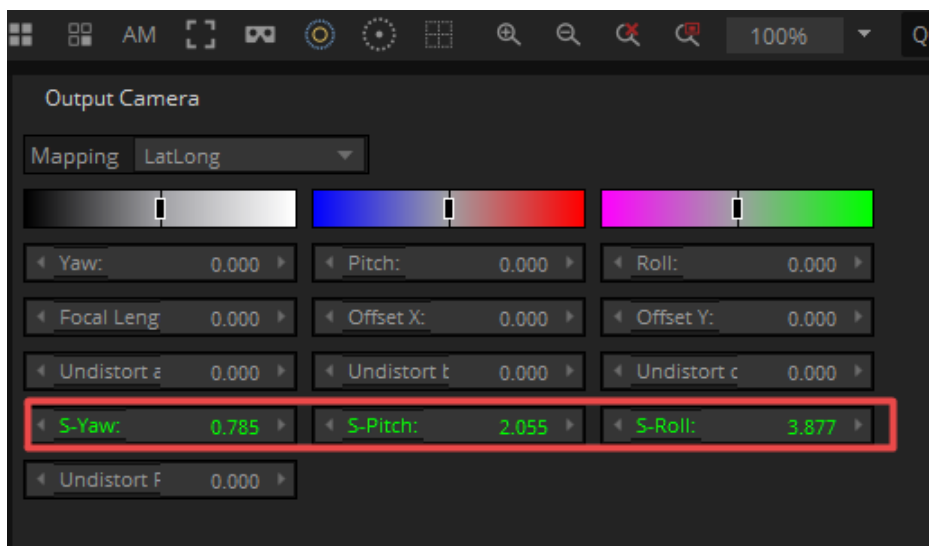 AM 100% Q
Output Camera
Mapping LatLong
Yaw: 0.000 Pitch: 0.000 Roll: 0.000
Focal Leng 0.000 Offset X: 0.000 Offset Y: 0.000
Undistort a 0.000 Undistort b 0.000 Undistort c 0.000
S-Yaw: 0.785 S-Pitch: 2.055 S-Roll: 3.877
Undistort F 0.000